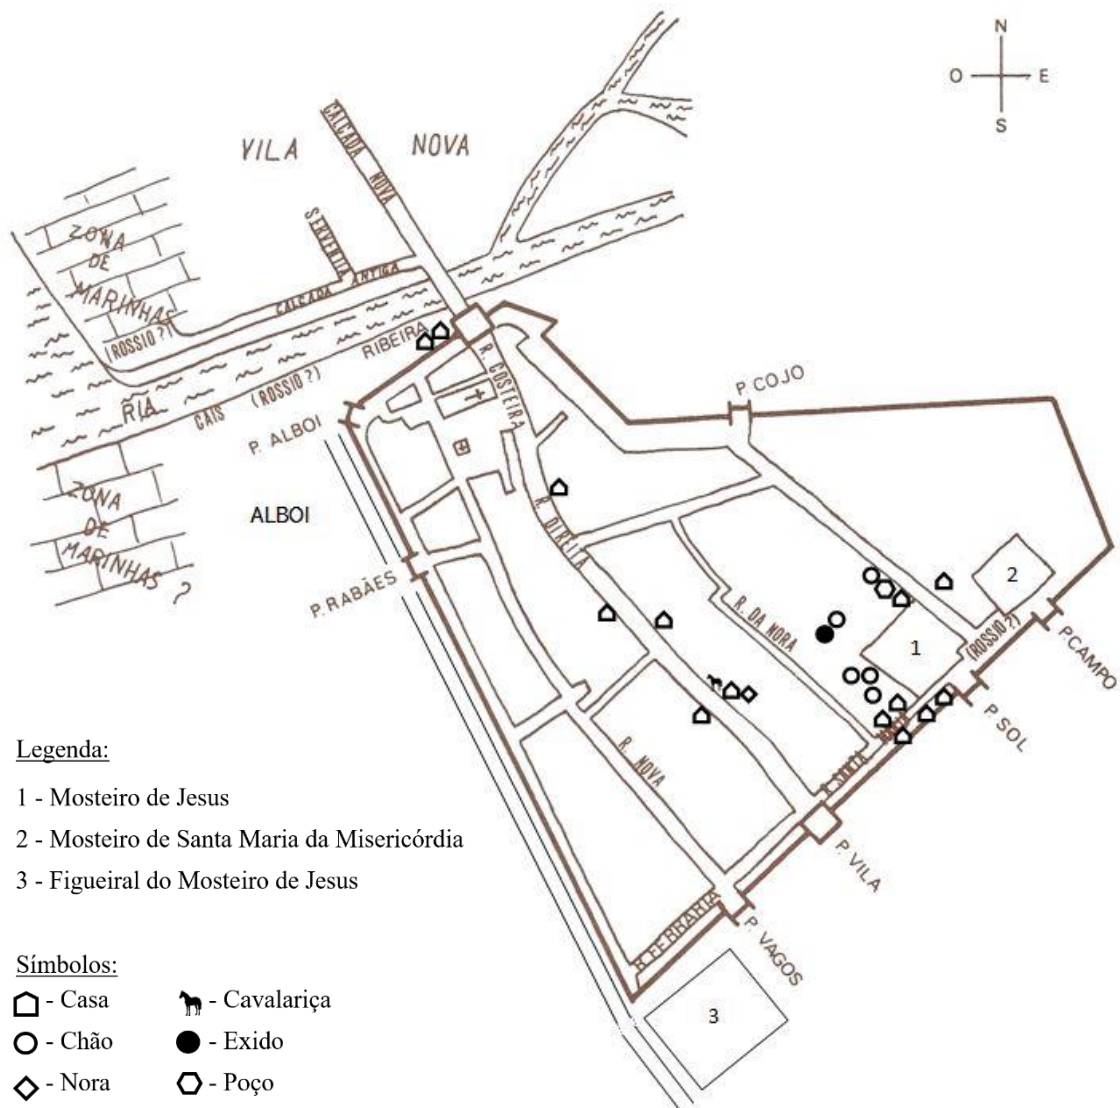 N
O E
S
VILA NOVA
CALCADA NOVA
SERVENTIA
CALCADA ANTIGA
ZONA
DE
MARINHAS
(ROSSIO?)
RIBEIRA
RIA
CAIS (ROSSIO?)
P. ALBOI
ALBOI
ZONA
DE
MARINHAS ?
P. RABÃES
R. COSTEIRA
P. COJO
R. DIREITA
R. DA NORA
2
1
(ROSSIO?)
P.CAMPO
P. SOL
R. SANTA
R. NOVA
P. VILA
R. FERRARIA
P. VAGOS
3
Legenda:
1 - Mosteiro de Jesus
2 - Mosteiro de Santa Maria da Misericórdia
3 - Figueiral do Mosteiro de Jesus
Símbolos:
- Casa - Cavalariça
- Chão - Exido
- Nora - Poço